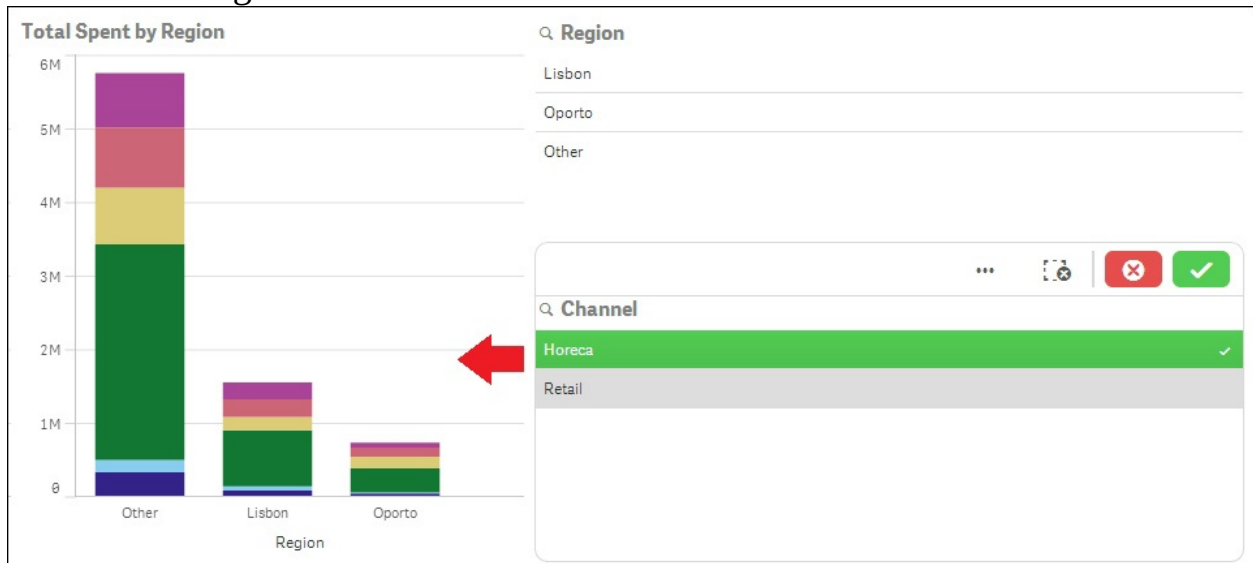 Total Spent by Region
6M
5M
4M
3M
2M
1M
0
Other Lisbon Oporto
Region
Region
Lisbon
Oporto
Other
Channel
Horeca
Retail